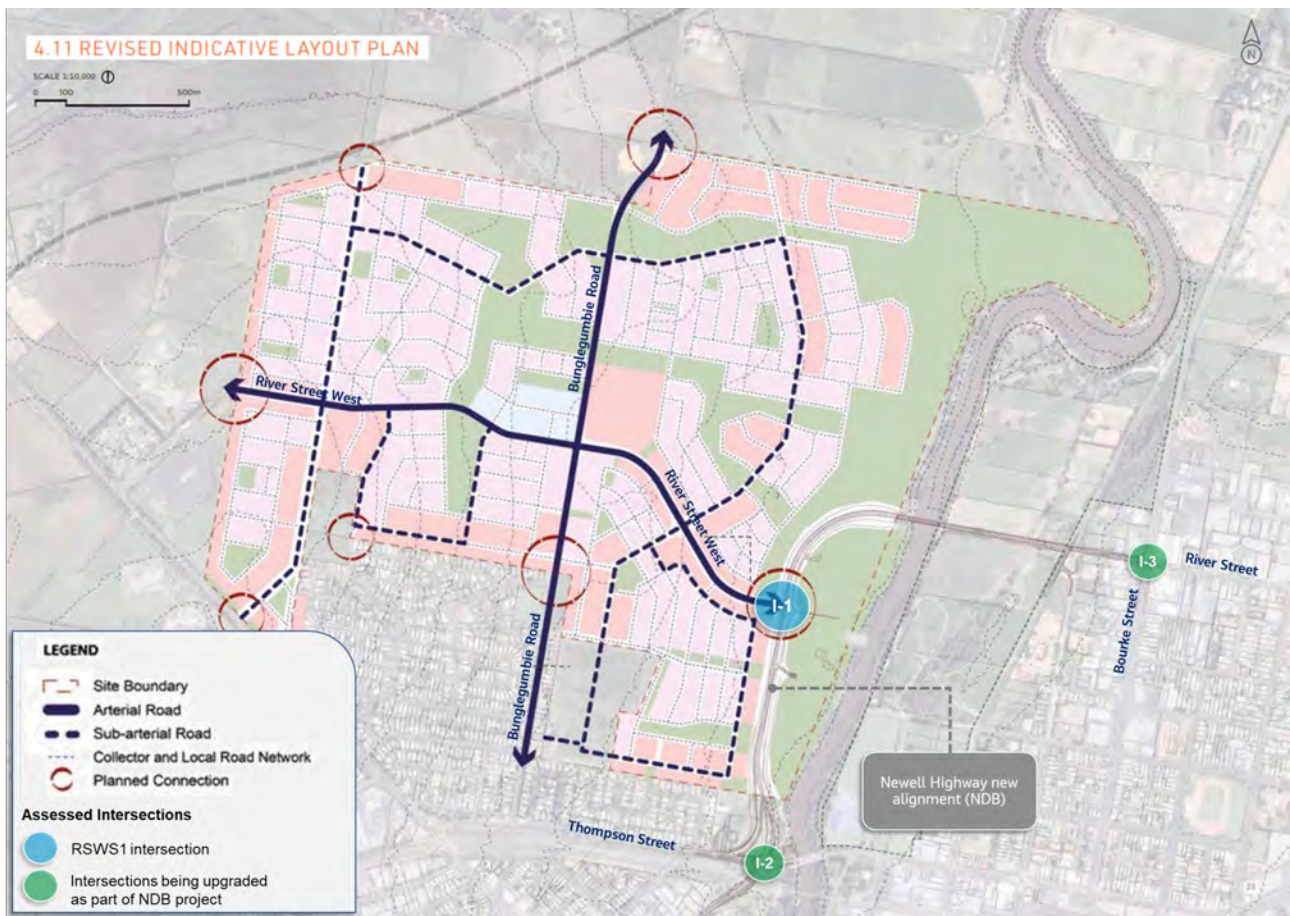 4.11 REVISED INDICATIVE LAYOUT PLAN
SCALE 1:10,000
0 100 500m
N
Bunglegumbie Road
River Street West
River Street West
I-1
I-3
River Street
Bourke Street
Bunglegumbie Road
Newell Highway new
alignment (NDB)
Thompson Street
I-2
LEGEND
Site Boundary
Arterial Road
Sub-arterial Road
Collector and Local Road Network
Planned Connection
Assessed Intersections
RSWS1 intersection
Intersections being upgraded
as part of NDB project